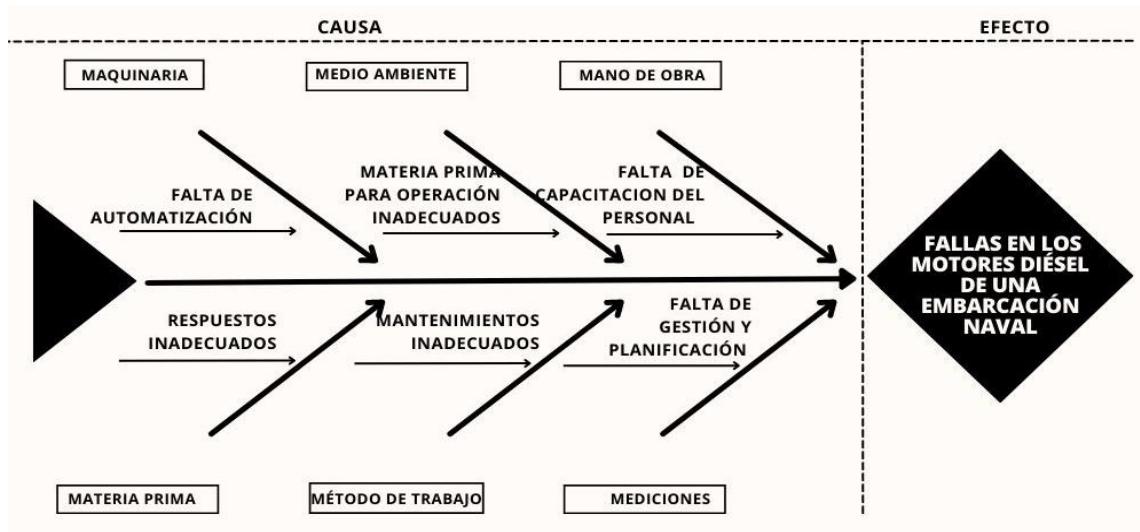 CAUSA
EFECTO
MAQUINARIA
MEDIO AMBIENTE
MANO DE OBRA
FALTA DE
AUTOMATIZACIÓN
MATERIA PRIMA
PARA OPERACIÓN
INADECUADOS
FALTA DE
CAPACITACION DEL
PERSONAL
FALLAS EN LOS
MOTORES DIÉSEL
DE UNA
EMBARCACIÓN
NAVAL
RESPUESTOS
INADECUADOS
MANTENIMIENTOS
INADECUADOS
FALTA DE
GESTIÓN Y
PLANIFICACIÓN
MATERIA PRIMA
MÉTODO DE TRABAJO
MEDICIONES